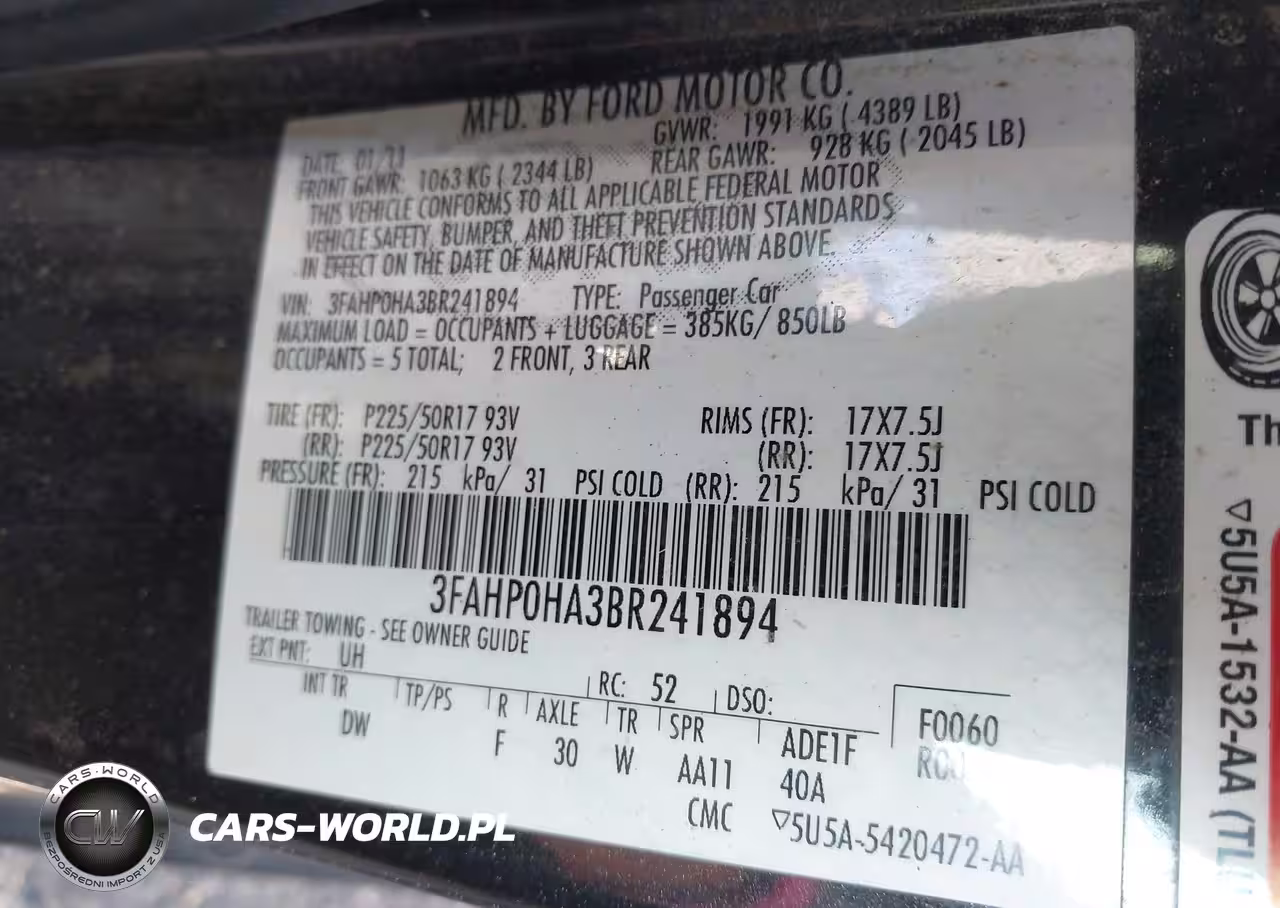 MFD. BY FORD MOTOR CO.
DATE: 01/11 GVWR: 1991 KG ( 4389 LB)
FRONT GAWR: 1063 KG ( 2344 LB) REAR GAWR: 928 KG ( 2045 LB)
THIS VEHICLE CONFORMS TO ALL APPLICABLE FEDERAL MOTOR
VEHICLE SAFETY, BUMPER, AND THEFT PREVENTION STANDARDS
IN EFFECT ON THE DATE OF MANUFACTURE SHOWN ABOVE.
VIN: 3FAHP0HA3BR241894 TYPE: Passenger Car
MAXIMUM LOAD = OCCUPANTS + LUGGAGE = 385KG/ 850LB
OCCUPANTS = 5 TOTAL; 2 FRONT, 3 REAR
TIRE (FR): P225/50R17 93V RIMS (FR): 17X7.5J
(RR): P225/50R17 93V (RR): 17X7.5J
PRESSURE (FR): 215 kPa/ 31 PSI COLD (RR): 215 kPa/ 31 PSI COLD
3FAHP0HA3BR241894
TRAILER TOWING - SEE OWNER GUIDE
EXT PNT: UH RC: 52 DSO:
INT TR TP/PS R AXLE TR SPR ADE1F F0060
DW F 30 W AA11 40A
CMC ▽5U5A-5420472-AA
Th
▽5U5A-1532-AA
CARS-WORLD
CW
BEZPOŚREDNI IMPORT Z USA
CARS-WORLD.PL